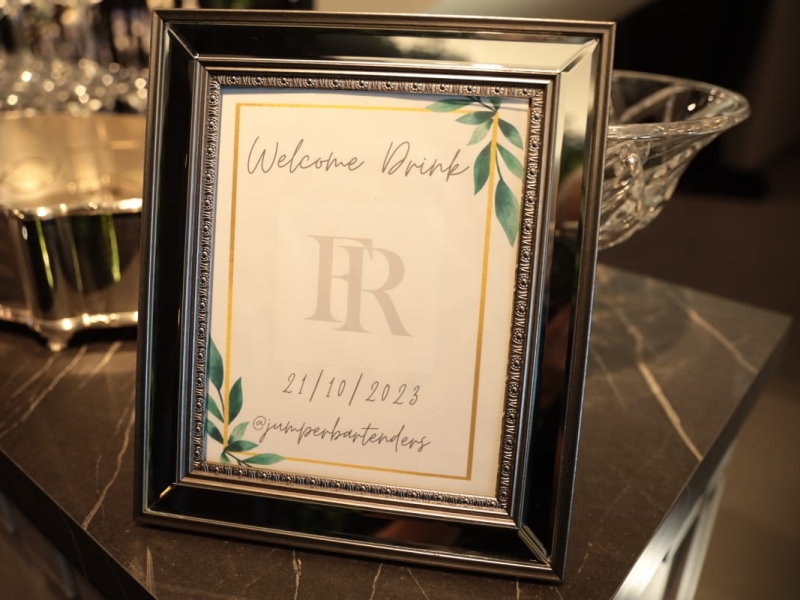 Welcome Drink
FR
21/10/2023
@jumperbartenders